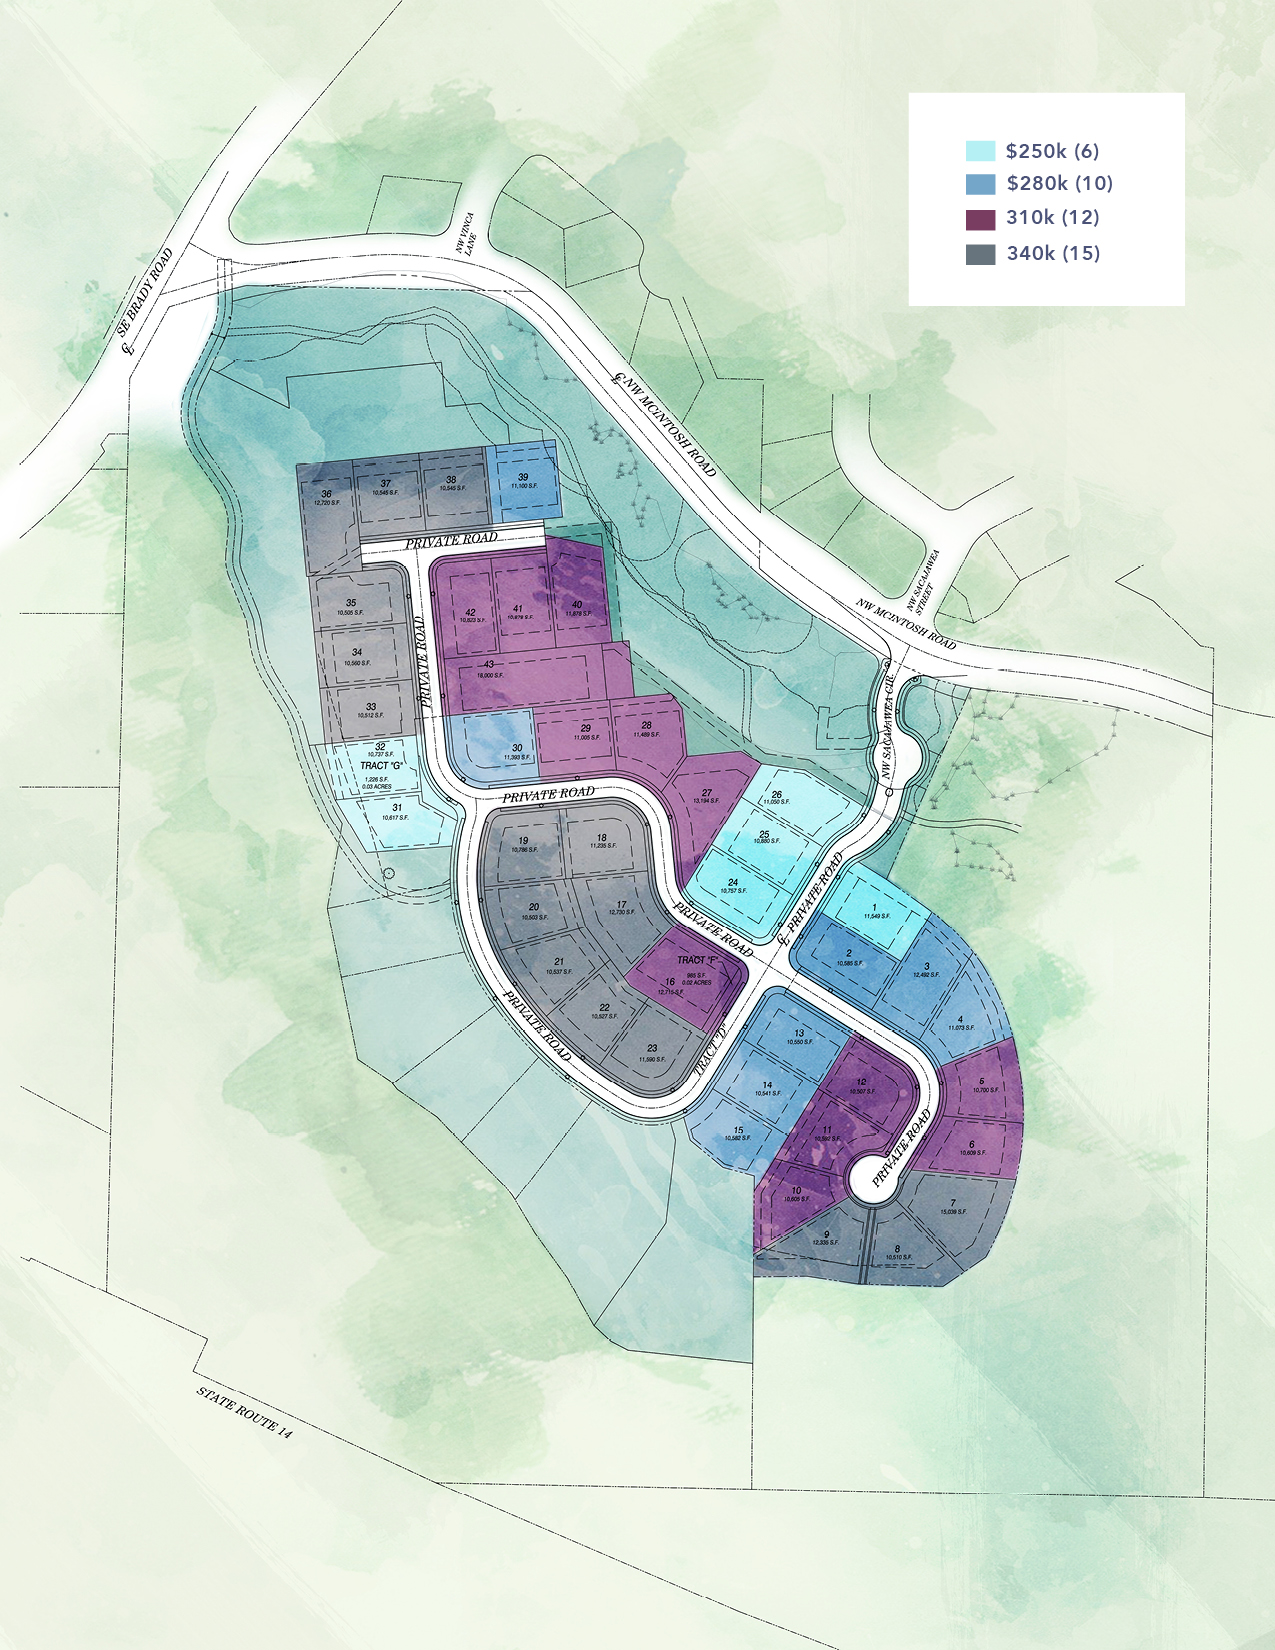 $250k (6)
$280k (10)
310k (12)
340k (15)
NW VINCA
LANE
SE BRADY ROAD
NW MCINTOSH ROAD
NW SACAJAWEA
STREET
NW MCINTOSH ROAD
NW SACAJAWEA CIR.
36
12,720 S.F.
37
10,545 S.F.
38
10,545 S.F.
39
11,100 S.F.
PRIVATE ROAD
35
10,505 S.F.
34
10,560 S.F.
33
10,512 S.F.
PRIVATE ROAD
42
10,823 S.F.
41
10,979 S.F.
40
11,979 S.F.
43
18,000 S.F.
32
10,737 S.F.
TRACT "G"
1,226 S.F.
0.03 ACRES
31
10,617 S.F.
30
11,393 S.F.
29
11,005 S.F.
28
11,489 S.F.
PRIVATE ROAD
27
13,194 S.F.
26
11,050 S.F.
25
10,880 S.F.
24
10,757 S.F.
19
10,786 S.F.
18
11,235 S.F.
20
10,503 S.F.
17
12,730 S.F.
PRIVATE ROAD
PRIVATE ROAD
1
11,549 S.F.
2
10,585 S.F.
3
12,492 S.F.
4
11,073 S.F.
21
10,537 S.F.
TRACT "F"
985 S.F.
0.02 ACRES
16
12,715 S.F.
22
10,527 S.F.
23
11,590 S.F.
PRIVATE ROAD
TRACT "D"
13
10,550 S.F.
14
10,541 S.F.
15
10,582 S.F.
12
10,507 S.F.
11
10,592 S.F.
10
10,605 S.F.
5
10,700 S.F.
6
10,609 S.F.
PRIVATE ROAD
7
15,039 S.F.
9
12,335 S.F.
8
10,510 S.F.
STATE ROUTE 14